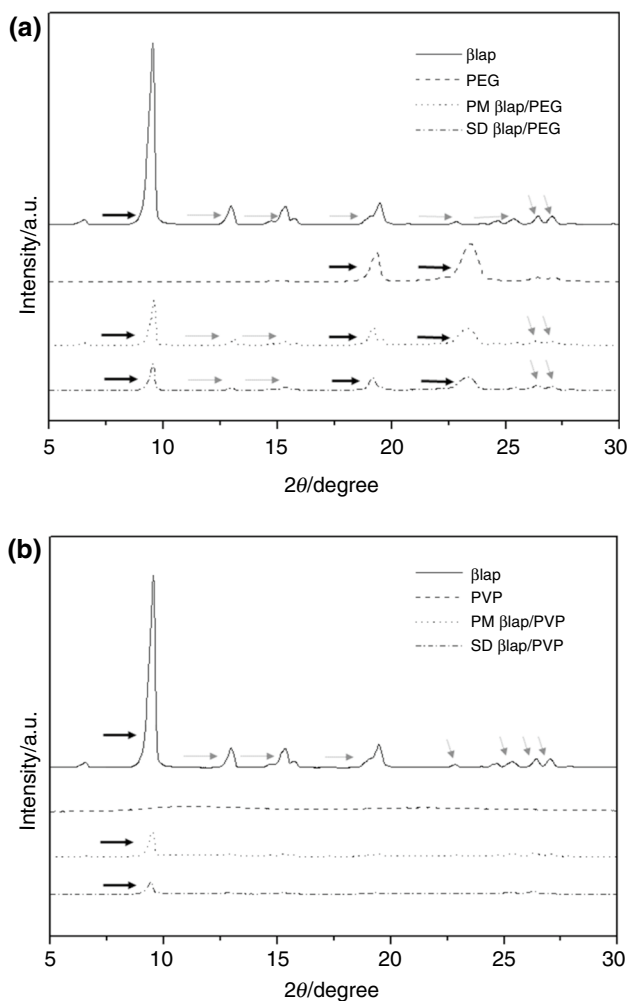 (a)
βlap
PEG
PM βlap/PEG
SD βlap/PEG
Intensity/a.u.
5 10 15 20 25 30
2θ/degree
(b)
βlap
PVP
PM βlap/PVP
SD βlap/PVP
Intensity/a.u.
5 10 15 20 25 30
2θ/degree